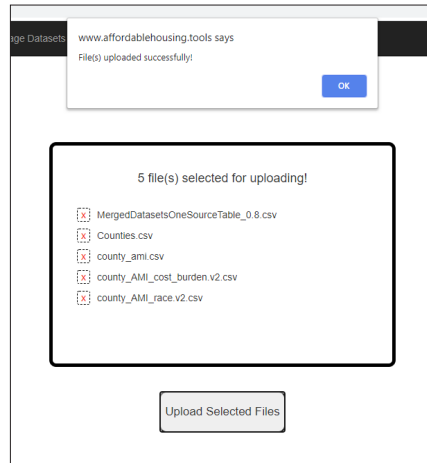 age Datasets
www.affordablehousing.tools says
File(s) uploaded successfully!
OK
5 file(s) selected for uploading!
x MergedDatasetsOneSourceTable_0.8.csv
x Counties.csv
x county_ami.csv
x county_AMI_cost_burden.v2.csv
x county_AMI_race.v2.csv
Upload Selected Files